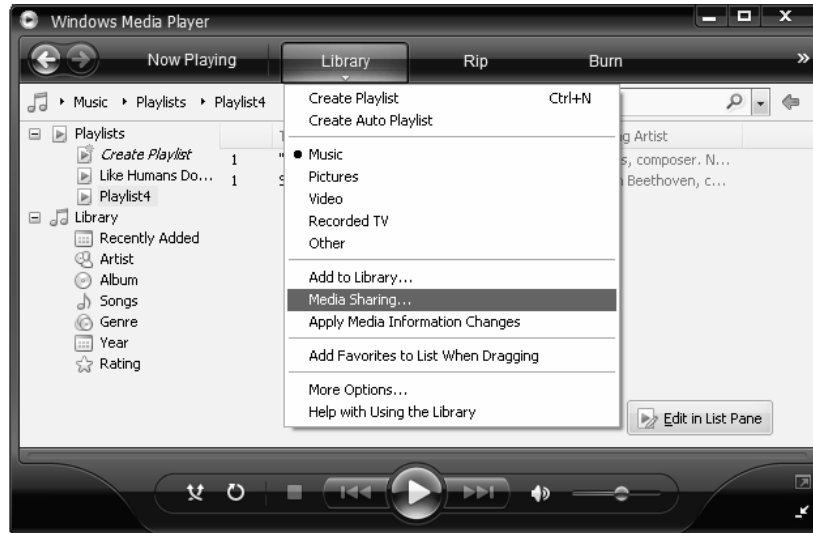 Windows Media Player
Now Playing Library Rip Burn »
Music Playlists Playlist4
Create Playlist Ctrl+N
Create Auto Playlist
Music
Pictures
Video
Recorded TV
Other
Add to Library...
Media Sharing...
Apply Media Information Changes
Add Favorites to List When Dragging
More Options...
Help with Using the Library
Playlists
Create Playlist
Like Humans Do...
Playlist4
Library
Recently Added
Artist
Album
Songs
Genre
Year
Rating
1
1
Artist
s, composer. N...
Beethoven, c...
Edit in List Pane